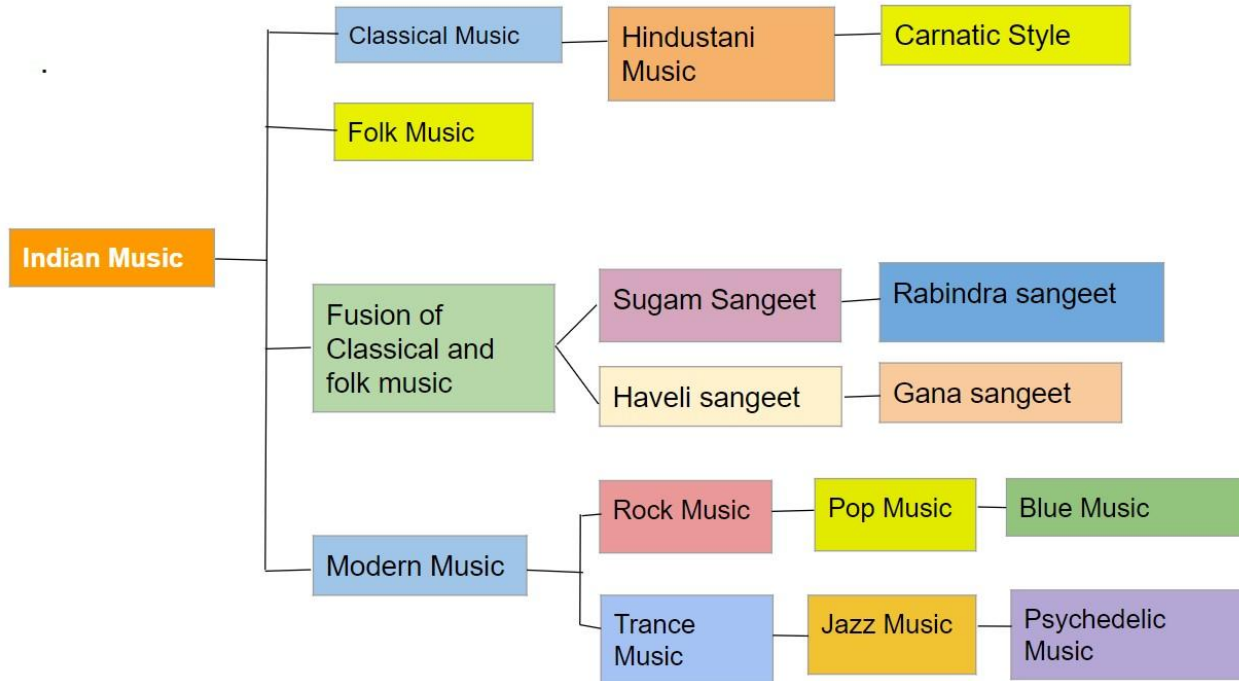 Classical Music
Hindustani
Music
Carnatic Style
Folk Music
Indian Music
Fusion of
Classical and
folk music
Sugam Sangeet
Rabindra sangeet
Haveli sangeet
Gana sangeet
Modern Music
Rock Music
Pop Music
Blue Music
Trance
Music
Jazz Music
Psychedelic
Music